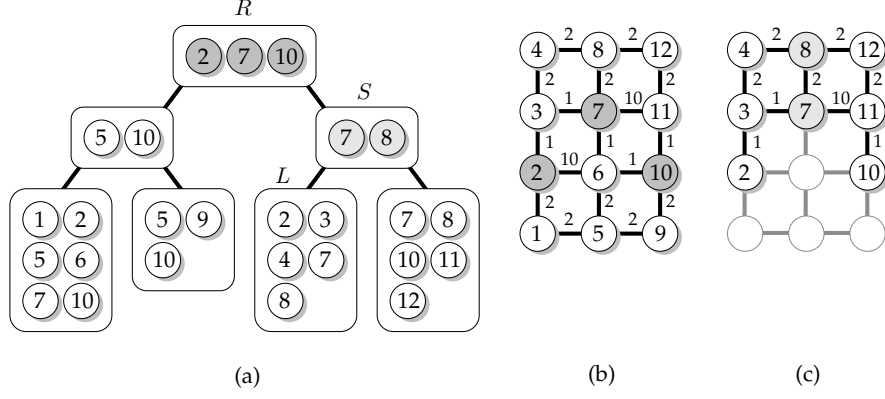 R
2 7 10
S
5 10
7 8
L
1 2
5 6
7 10
5 9
10
2 3
4 7
8
7 8
10 11
12
(a)
4 2 8 2 12
2 2 2
3 1 7 10 11
1 1 1
2 10 6 1 10
2 2 2
1 2 5 2 9
(b)
4 2 8 2 12
2 2 2
3 1 7 10 11
1 1
2 10
(c)